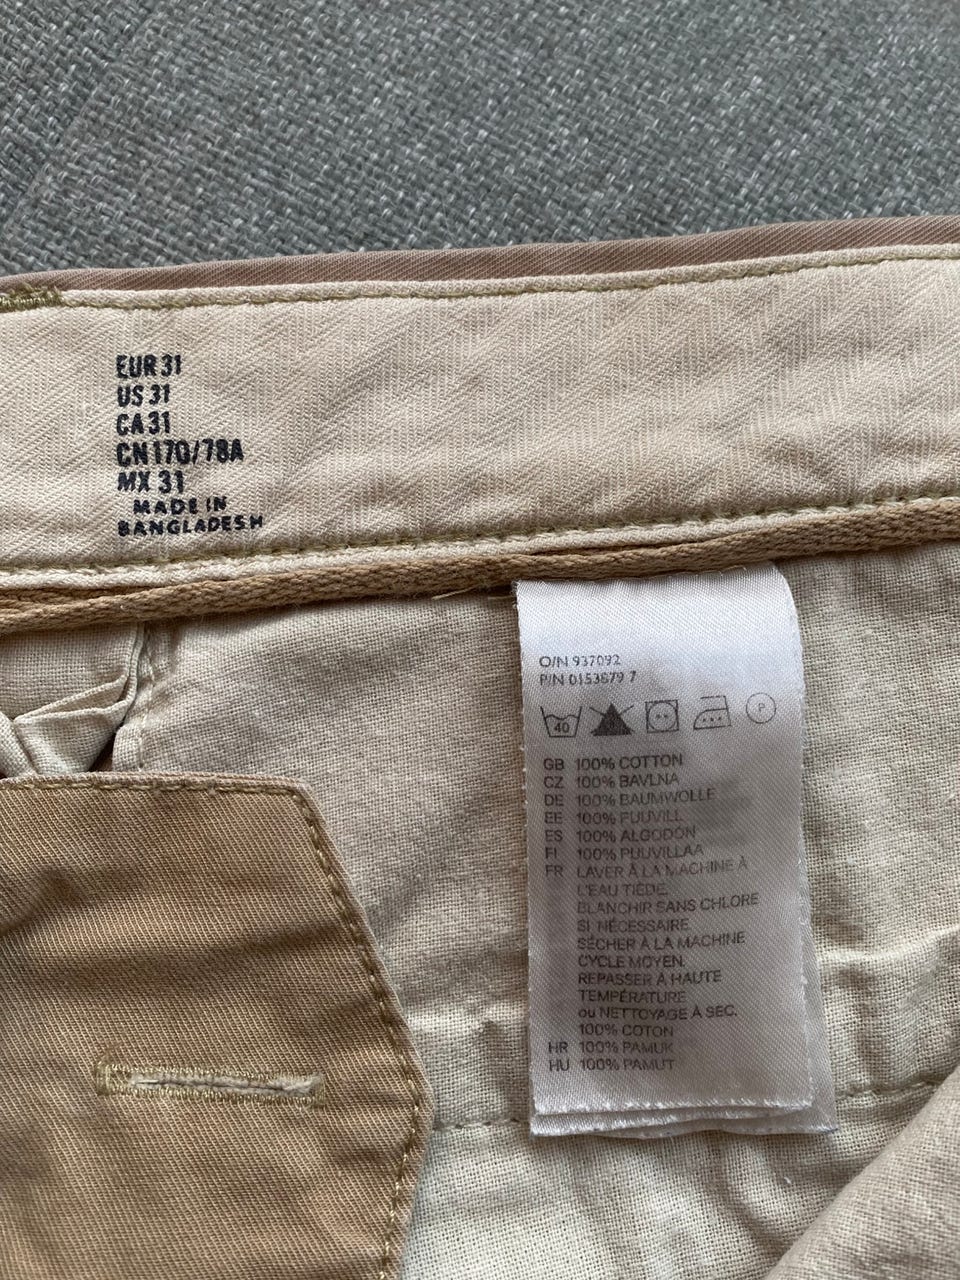 EUR 31
US 31
CA 31
CN 170/78A
MX 31
MADE IN
BANGLADESH
O/N 937092
P/N 0153679 7
40
P
GB 100% COTTON
CZ 100% BAVLNA
DE 100% BAUMWOLLE
EE 100% PUUVILL
ES 100% ALGODON
FI 100% PUUVILLAA
FR LAVER À LA MACHINE À
L'EAU TIÈDE.
BLANCHIR SANS CHLORE
SI NÉCESSAIRE
SÉCHER À LA MACHINE
CYCLE MOYEN.
REPASSER À HAUTE
TEMPÉRATURE
ou NETTOYAGE À SEC.
100% COTON
HR 100% PAMUK
HU 100% PAMUT